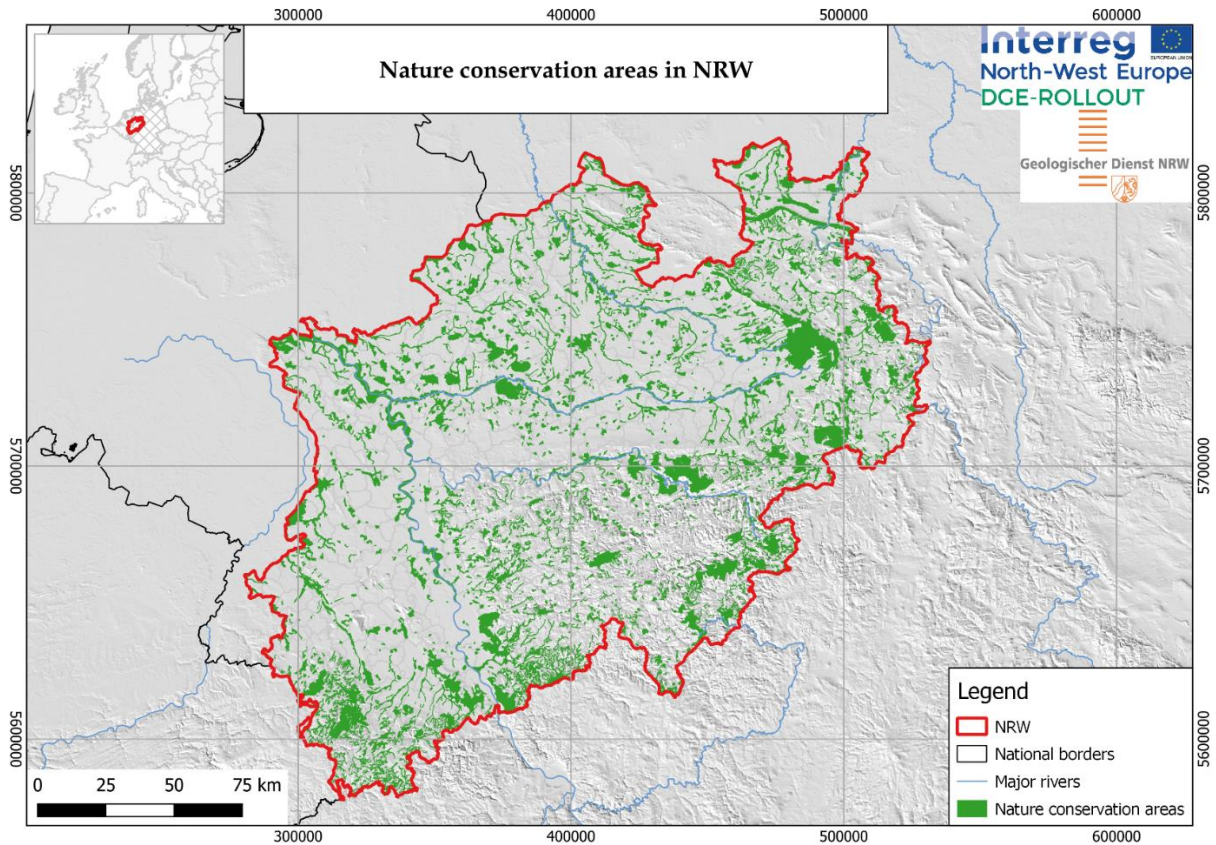 300000 400000 500000 600000
Nature conservation areas in NRW
Interreg
EUROPEAN UNION
North-West Europe
DGE-ROLLOUT
Geologischer Dienst NRW
5800000 5800000
5700000 5700000
5600000 5600000
Legend
NRW
National borders
Major rivers
Nature conservation areas
0 25 50 75 km
300000 400000 500000 600000